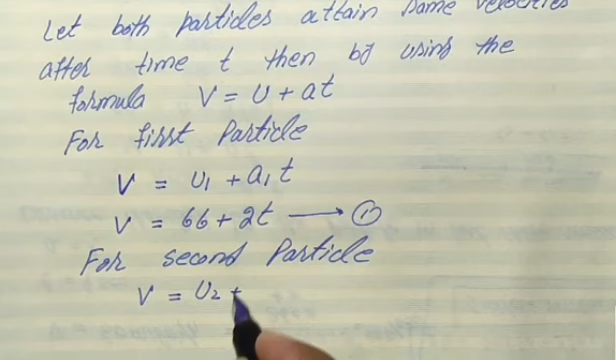 Let both particles attain same velocities
after time t then by using the
formula V = U + at
For first Particle
V = U₁ + a₁t
V = 66 + 2t → ①
For second Particle
V = U₂ +